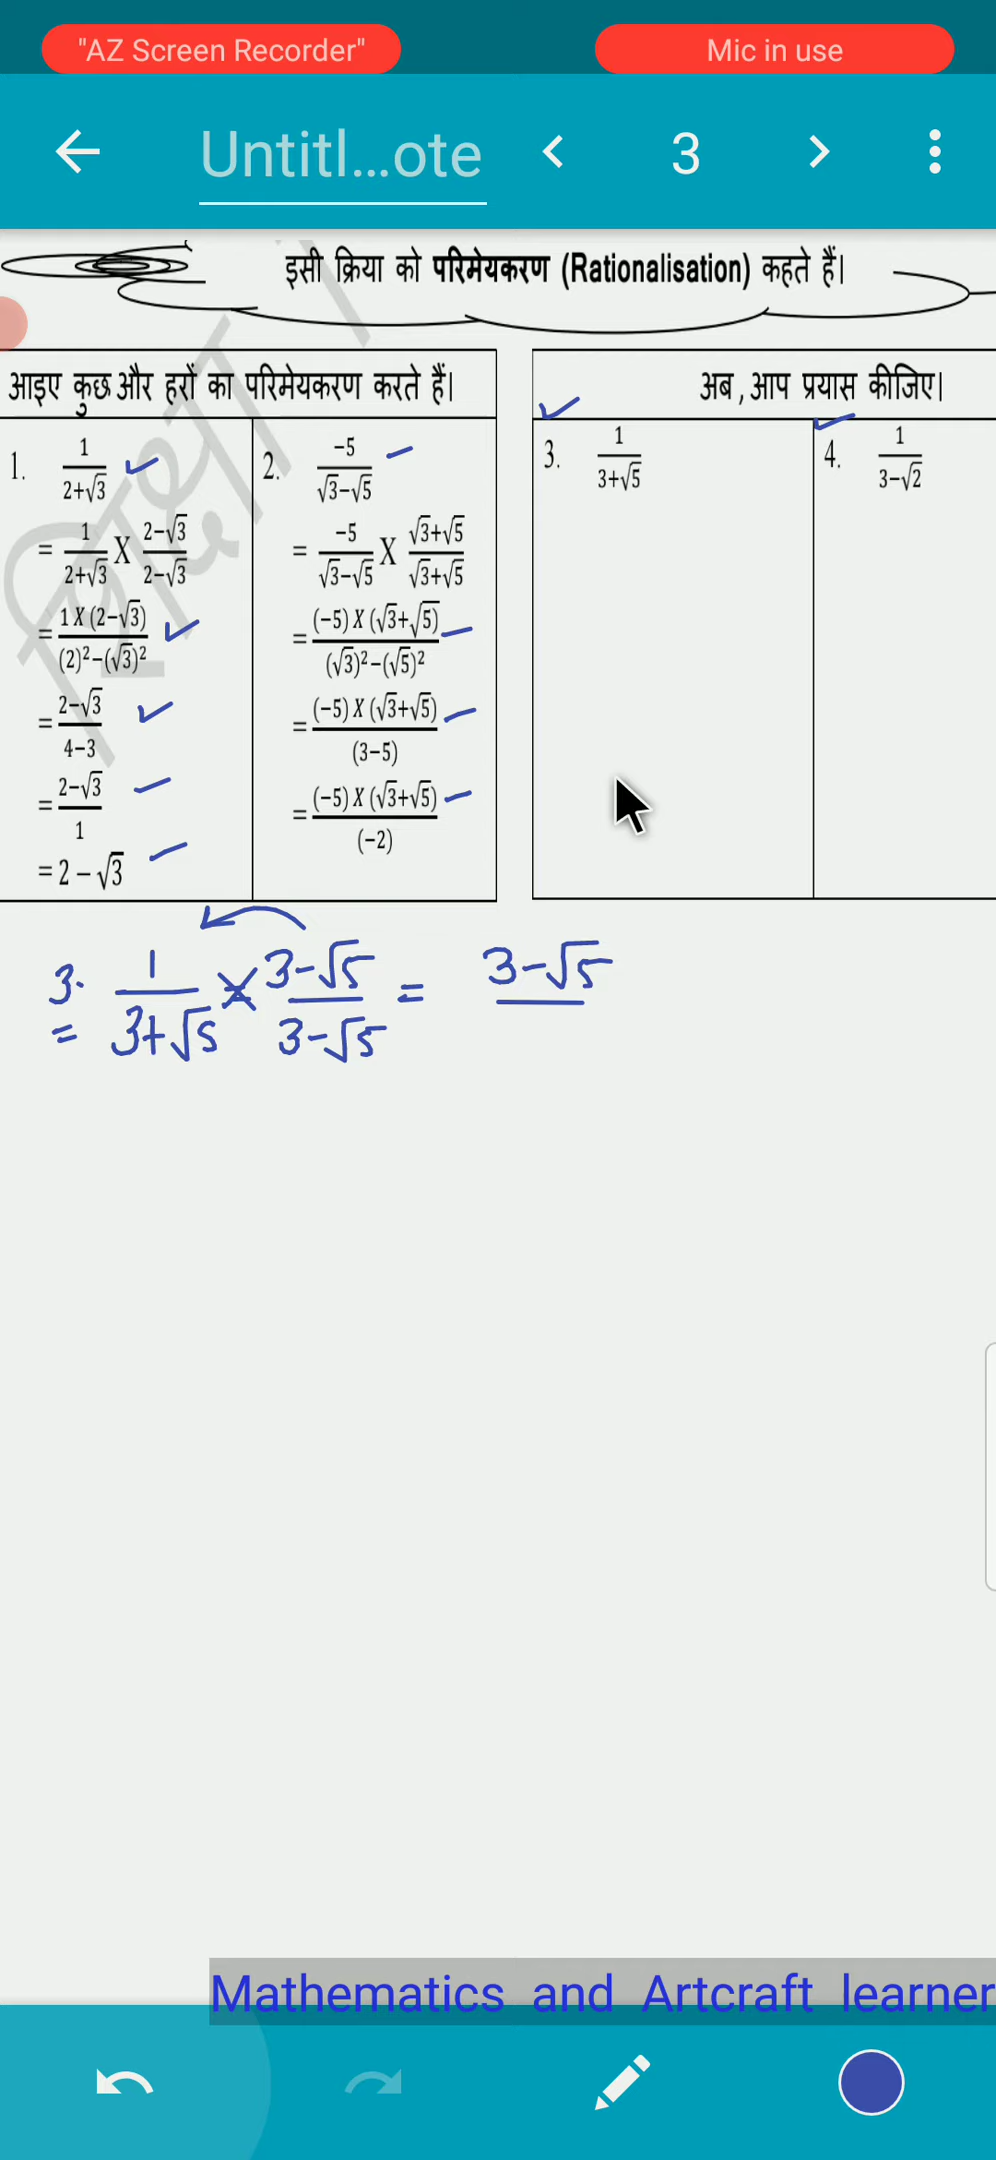 "AZ Screen Recorder" Mic in use
Untitl...ote 3
इसी क्रिया को परिमेयकरण (Rationalisation) कहते हैं।
आइए कुछ और हरों का परिमेयकरण करते हैं।
1. 1/(2+√3)
= 1/(2+√3) X (2−√3)/(2−√3)
= 1 X (2−√3)/((2)²−(√3)²)
= (2−√3)/(4−3)
= (2−√3)/1
= 2 − √3
2. −5/(√3−√5)
= −5/(√3−√5) X (√3+√5)/(√3+√5)
= (−5) X (√3+√5)/((√3)²−(√5)²)
= (−5) X (√3+√5)/(3−5)
= (−5) X (√3+√5)/(−2)
अब , आप प्रयास कीजिए।
3. 1/(3+√5)
4. 1/(3−√2)
शिक्षा
3. 1/(3+√5) × (3-√5)/(3-√5) = 3-√5
=
Mathematics and Artcraft learner